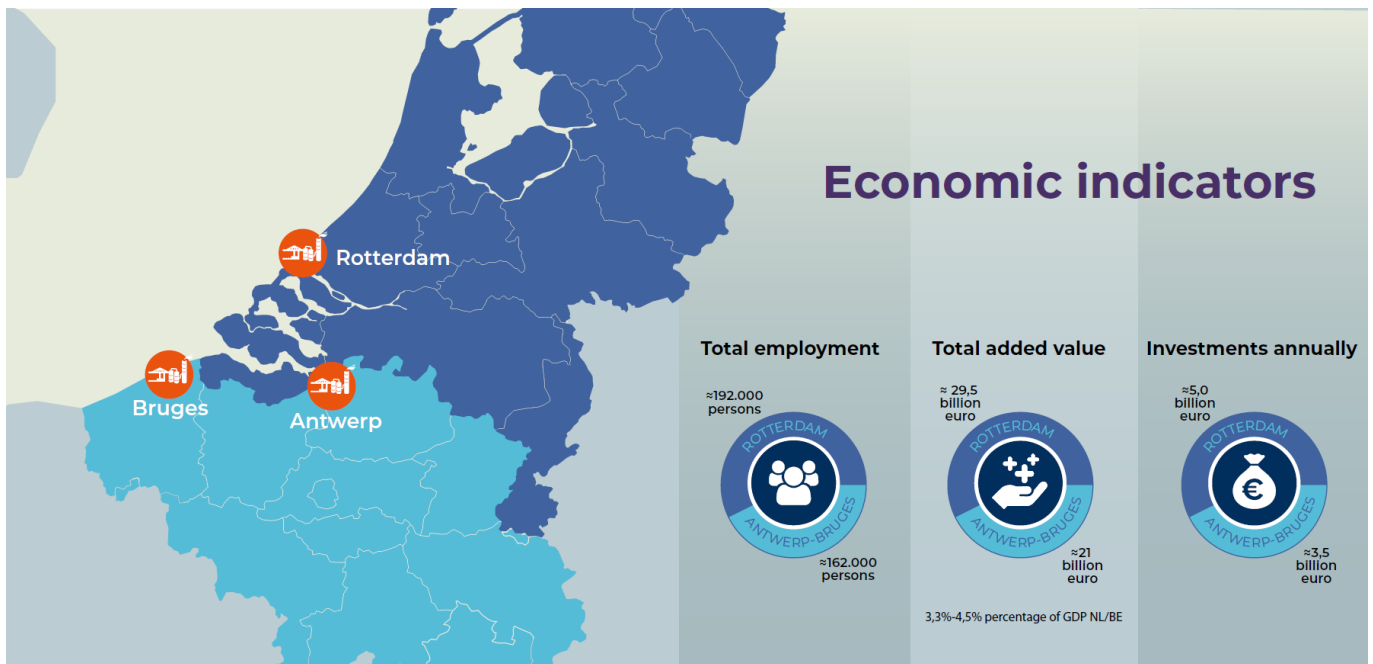 Economic indicators
Rotterdam
Bruges
Antwerp
Total employment
≈192.000
persons
ROTTERDAM
ANTWERP-BRUGES
≈162.000
persons
Total added value
≈ 29,5
billion
euro
ROTTERDAM
ANTWERP-BRUGES
≈21
billion
euro
3,3%-4,5% percentage of GDP NL/BE
Investments annually
≈5,0
billion
euro
ROTTERDAM
€
ANTWERP-BRUGES
≈3,5
billion
euro